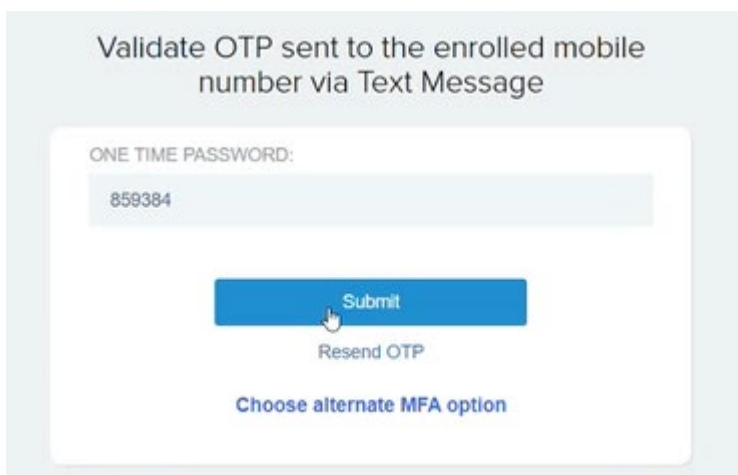 Validate OTP sent to the enrolled mobile
number via Text Message
ONE TIME PASSWORD:
859384
Submit
Resend OTP
Choose alternate MFA option